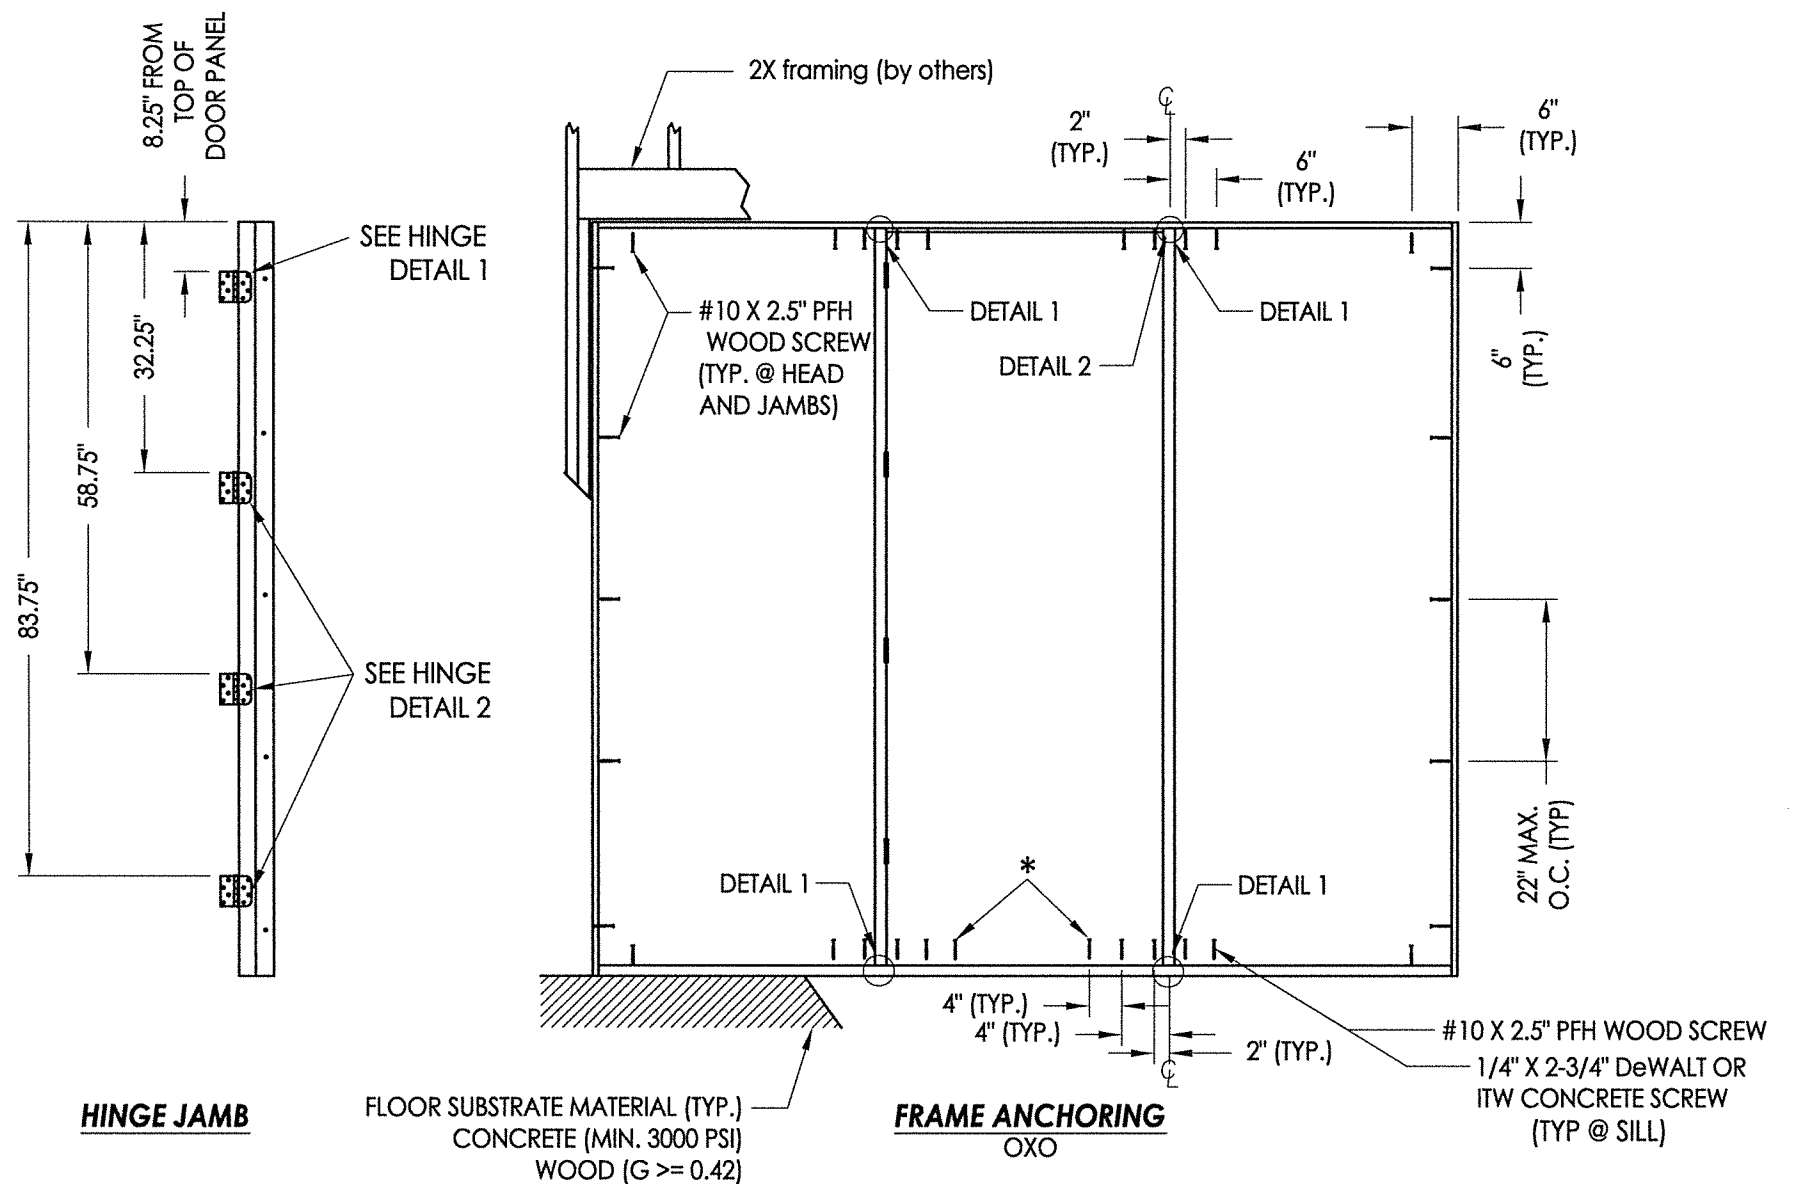 8.25" FROM
TOP OF
DOOR PANEL
2X framing (by others)
℄
2"
(TYP.)
6"
(TYP.)
6"
(TYP.)
SEE HINGE
DETAIL 1
32.25"
58.75"
83.75"
#10 X 2.5" PFH
WOOD SCREW
(TYP. @ HEAD
AND JAMBS)
DETAIL 1
DETAIL 1
DETAIL 2
6"
(TYP.)
SEE HINGE
DETAIL 2
22" MAX.
O.C. (TYP)
*
DETAIL 1
DETAIL 1
4" (TYP.)
4" (TYP.)
2" (TYP.)
℄
#10 X 2.5" PFH WOOD SCREW
1/4" X 2-3/4" DeWALT OR
ITW CONCRETE SCREW
(TYP @ SILL)
HINGE JAMB
FLOOR SUBSTRATE MATERIAL (TYP.)
CONCRETE (MIN. 3000 PSI)
WOOD (G >= 0.42)
FRAME ANCHORING
OXO